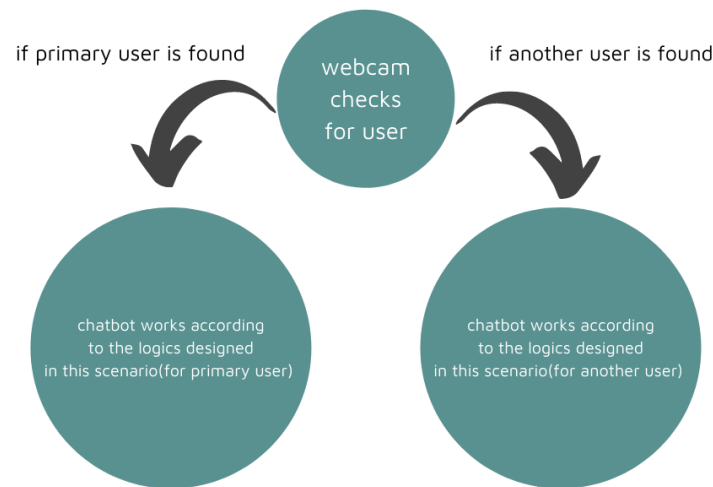 if primary user is found
webcam
checks
for user
if another user is found
chatbot works according
to the logics designed
in this scenario(for primary user)
chatbot works according
to the logics designed
in this scenario(for another user)